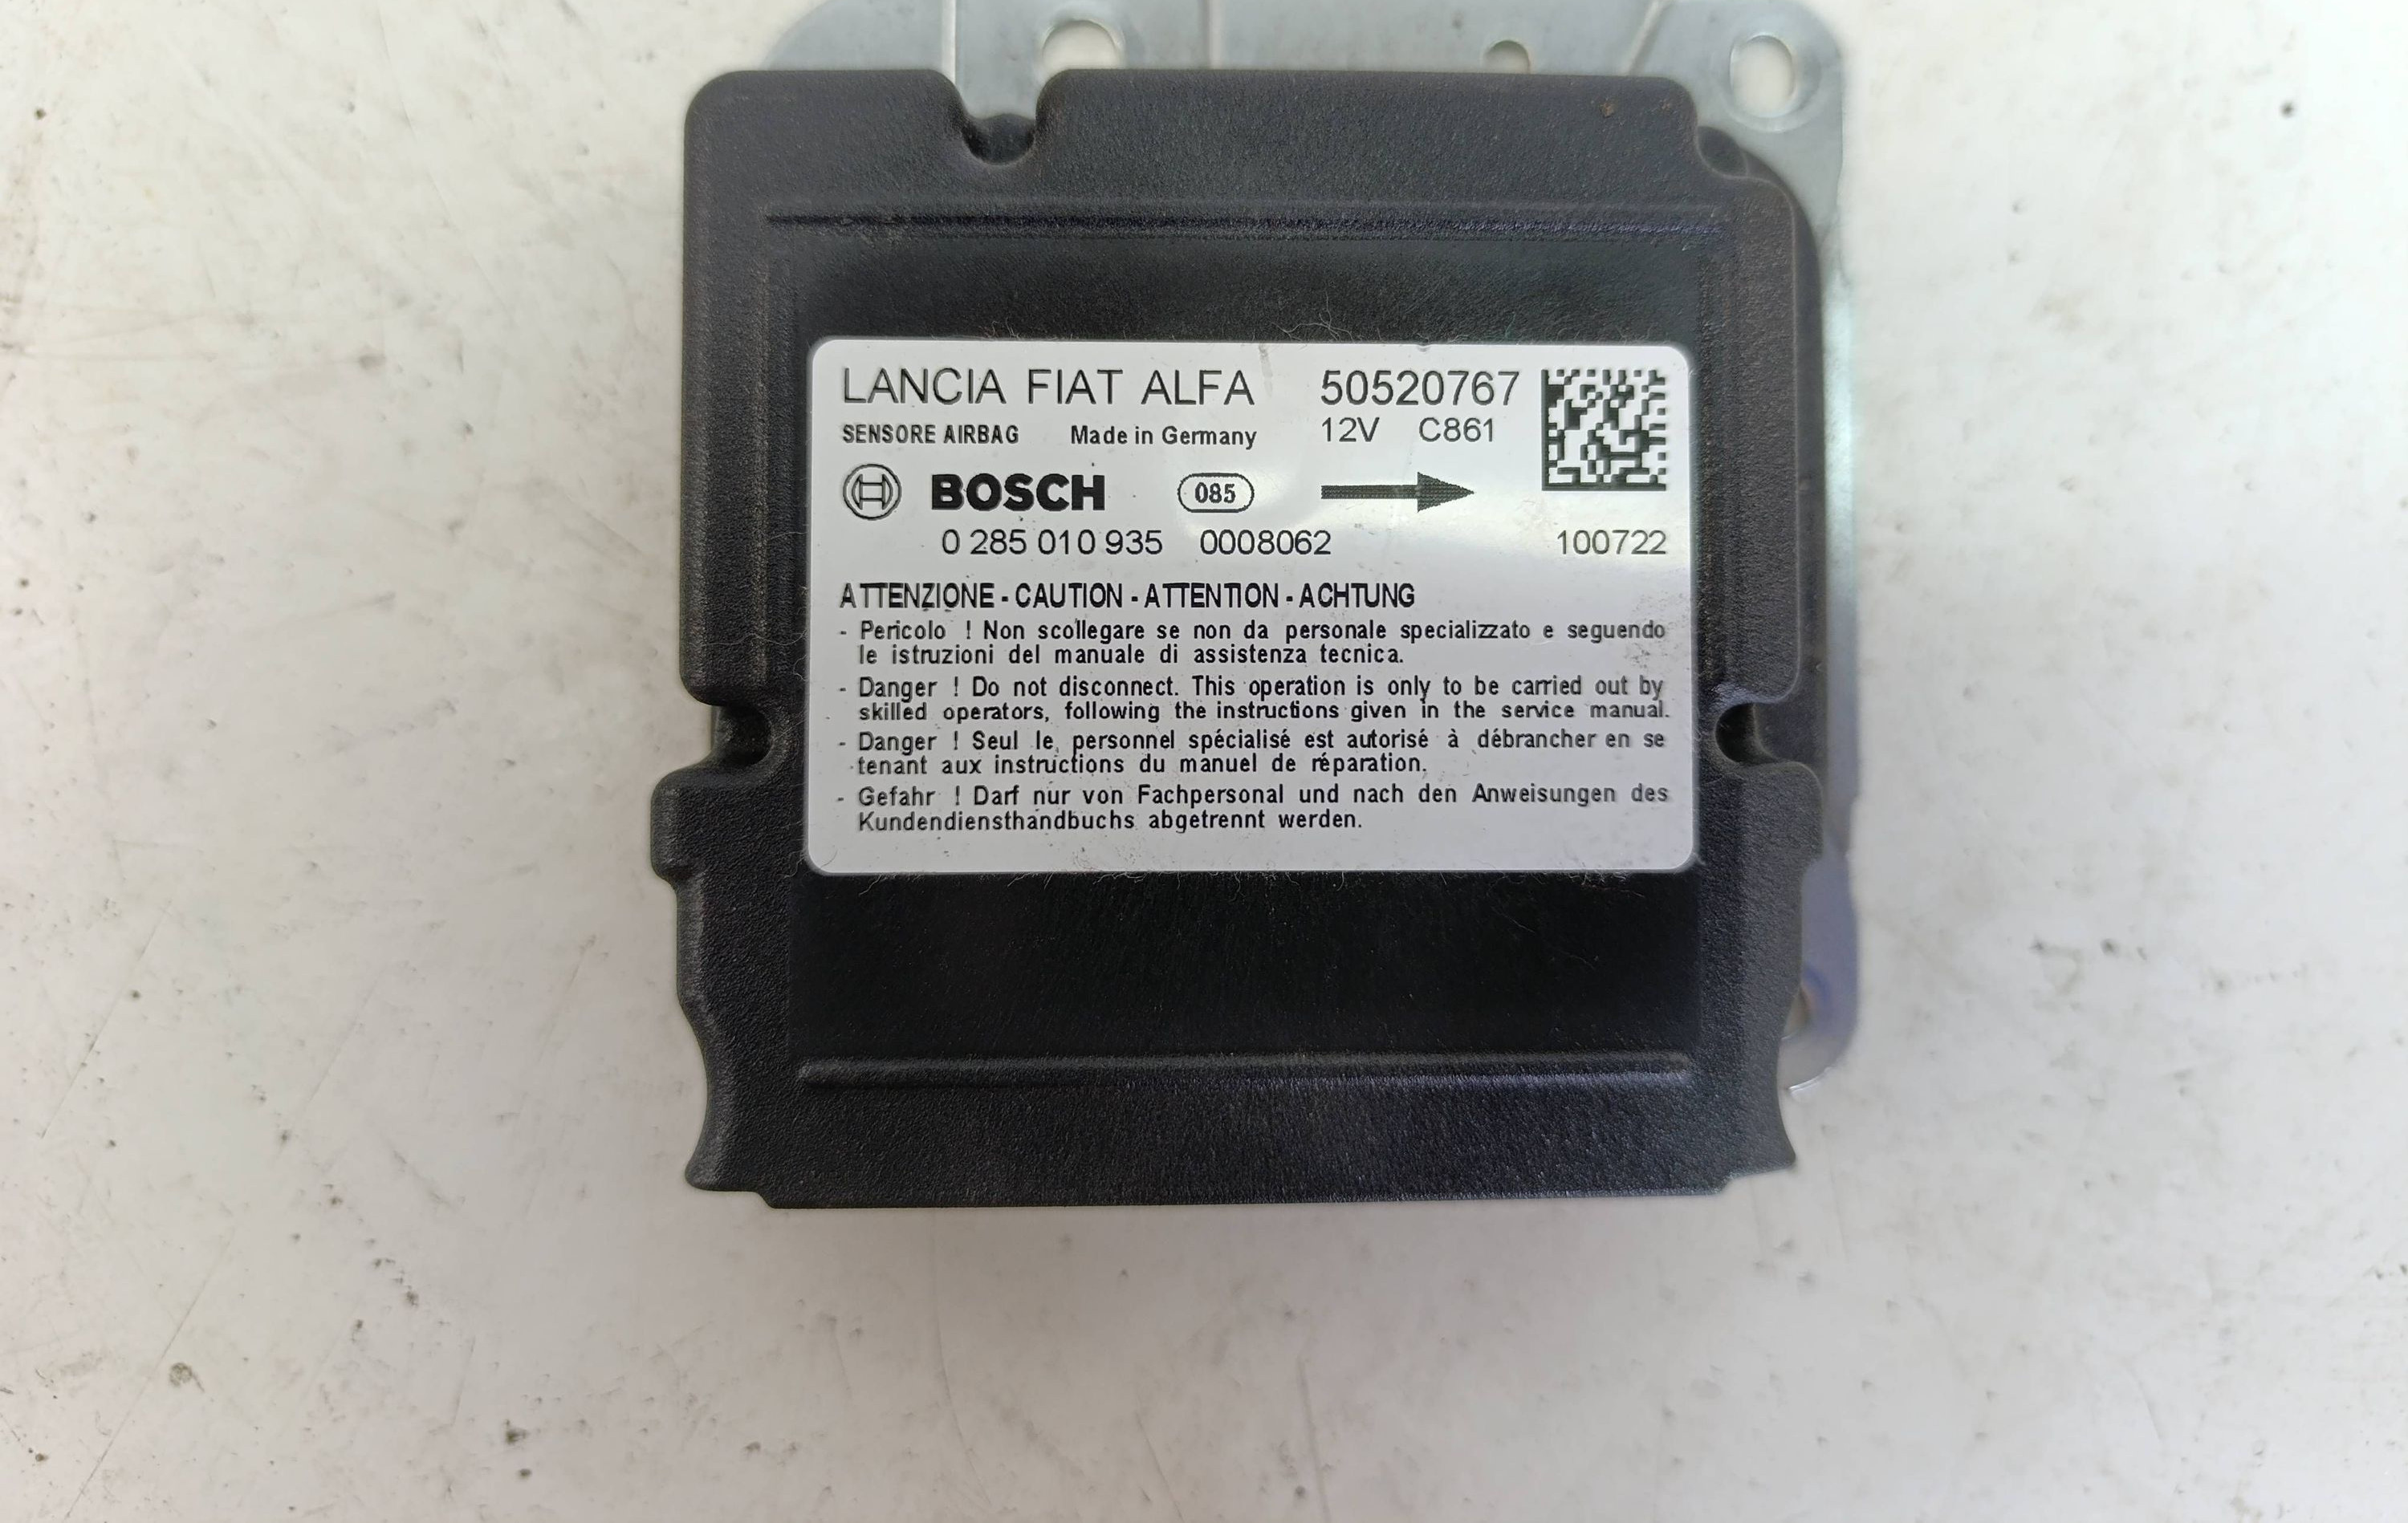 LANCIA FIAT ALFA 50520767
SENSORE AIRBAG Made in Germany 12V C861
BOSCH 085
0 285 010 935 0008062 100722
ATTENZIONE - CAUTION - ATTENTION - ACHTUNG
- Pericolo ! Non scollegare se non da personale specializzato e seguendo
le istruzioni del manuale di assistenza tecnica.
- Danger ! Do not disconnect. This operation is only to be carried out by
skilled operators, following the instructions given in the service manual.
- Danger ! Seul le personnel spécialisé est autorisé à débrancher en se
tenant aux instructions du manuel de réparation.
- Gefahr ! Darf nur von Fachpersonal und nach den Anweisungen des
Kundendiensthandbuchs abgetrennt werden.